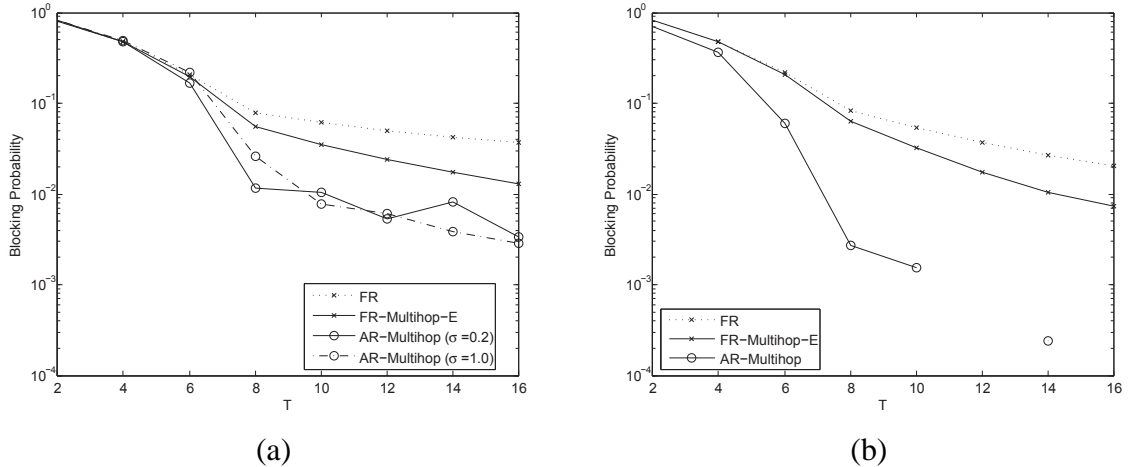 10^0
10^-1
10^-2
10^-3
10^-4
Blocking Probability
2 4 6 8 10 12 14 16
T
FR
FR-Multihop-E
AR-Multihop (σ =0.2)
AR-Multihop (σ =1.0)
(a)
10^0
10^-1
10^-2
10^-3
10^-4
Blocking Probability
2 4 6 8 10 12 14 16
T
FR
FR-Multihop-E
AR-Multihop
(b)